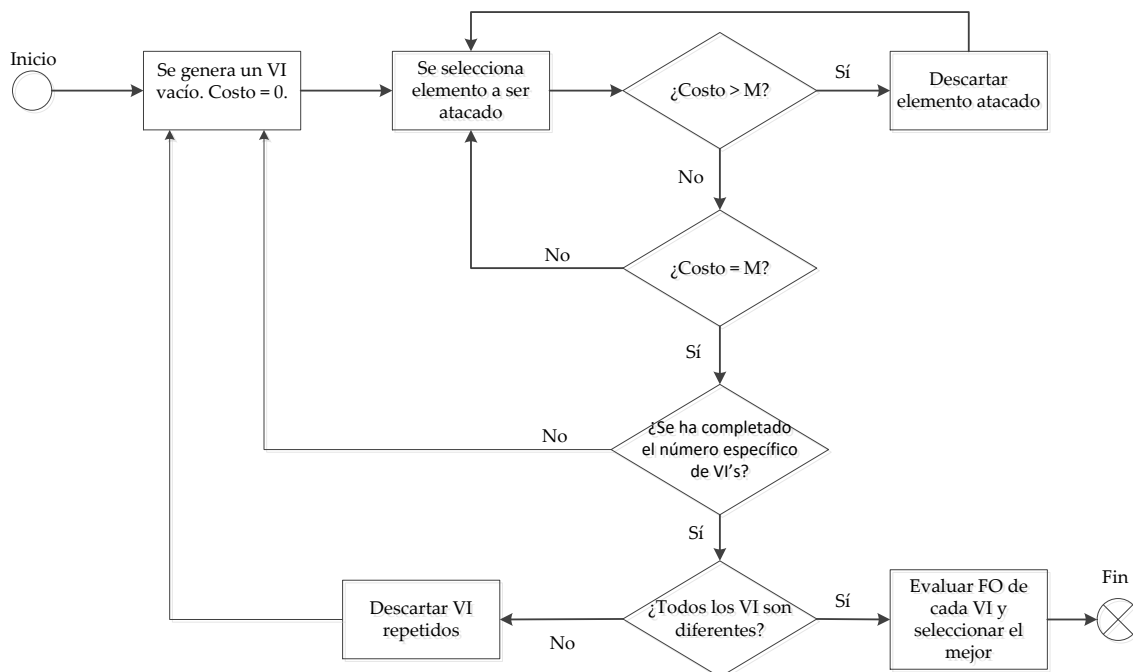 Inicio
Se genera un VI
vacío. Costo = 0.
Se selecciona
elemento a ser
atacado
¿Costo > M?
Sí
Descartar
elemento atacado
No
No
¿Costo = M?
Sí
No
¿Se ha completado
el número específico
de VI’s?
Sí
Descartar VI
repetidos
No
¿Todos los VI son
diferentes?
Sí
Evaluar FO de
cada VI y
seleccionar el
mejor
Fin